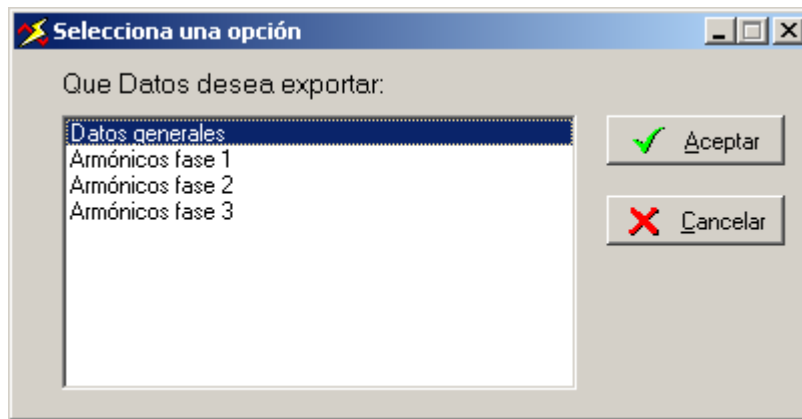 Selecciona una opción
Que Datos desea exportar:
Datos generales
Armónicos fase 1
Armónicos fase 2
Armónicos fase 3
Aceptar
Cancelar